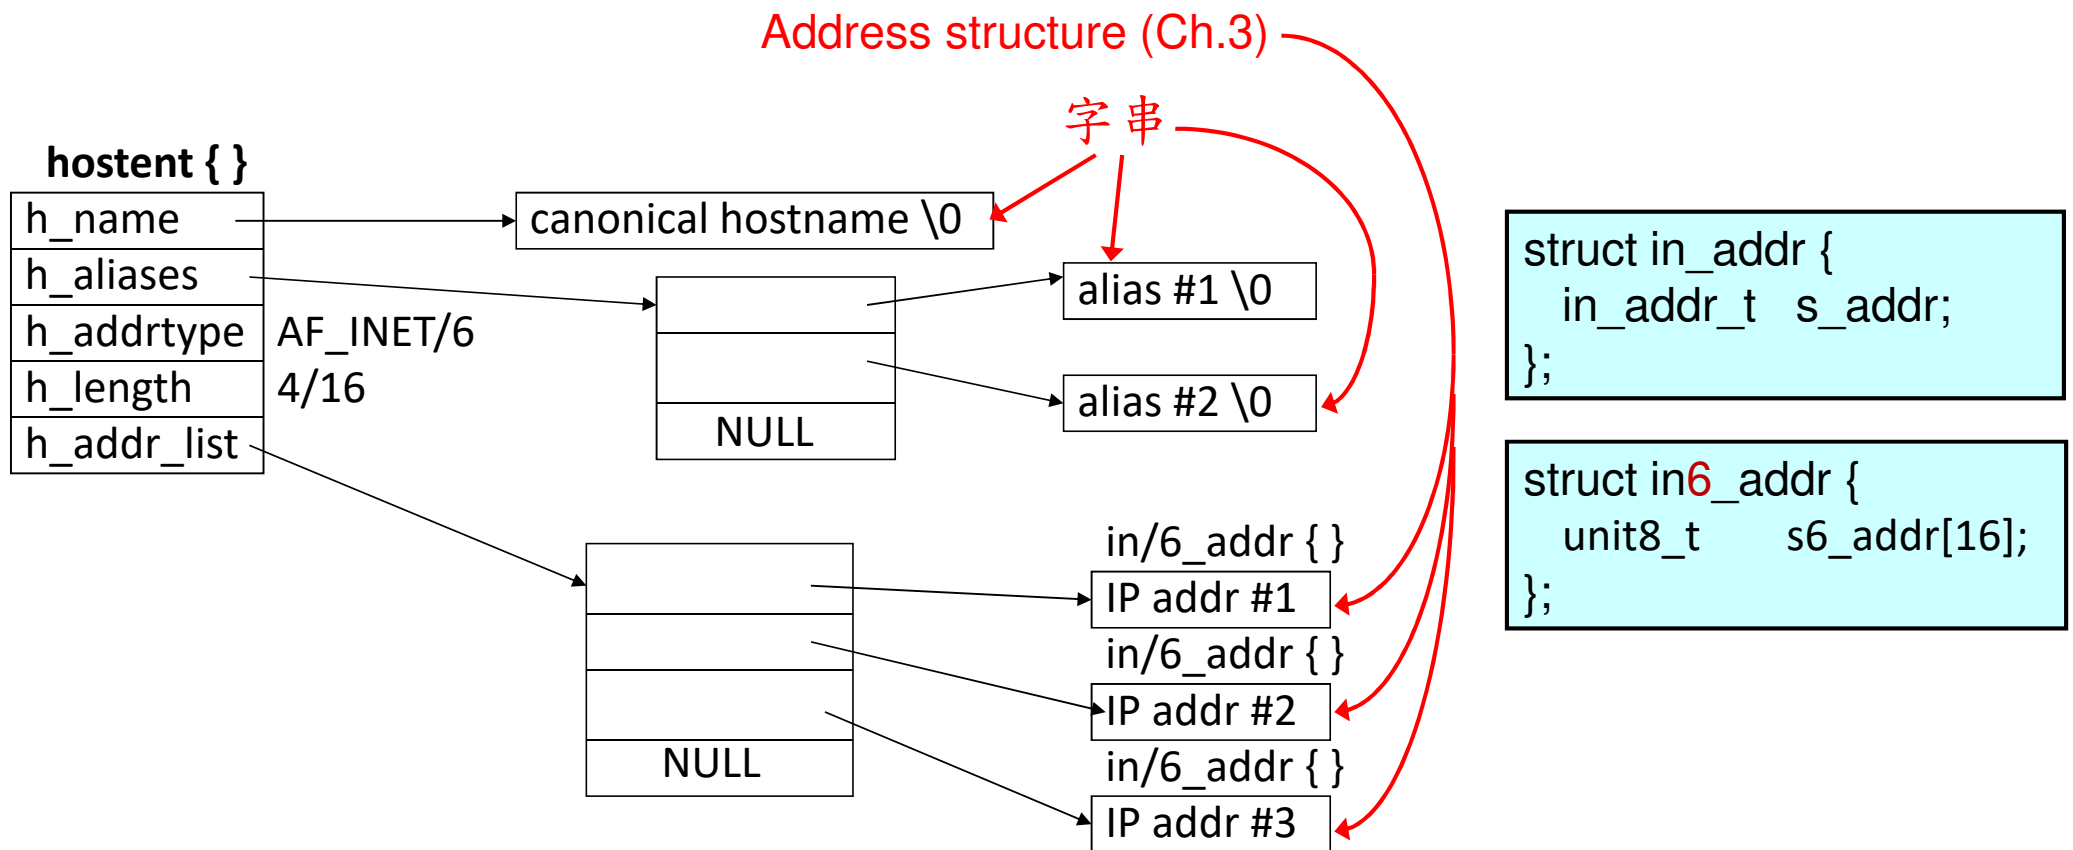 Address structure (Ch.3)
字串
hostent { }
h_name
canonical hostname \0
h_aliases
alias #1 \0
h_addrtype
AF_INET/6
h_length
4/16
alias #2 \0
NULL
h_addr_list
in/6_addr { }
IP addr #1
in/6_addr { }
IP addr #2
NULL
in/6_addr { }
IP addr #3
struct in_addr {
in_addr_t s_addr;
};
struct in6_addr {
unit8_t s6_addr[16];
};